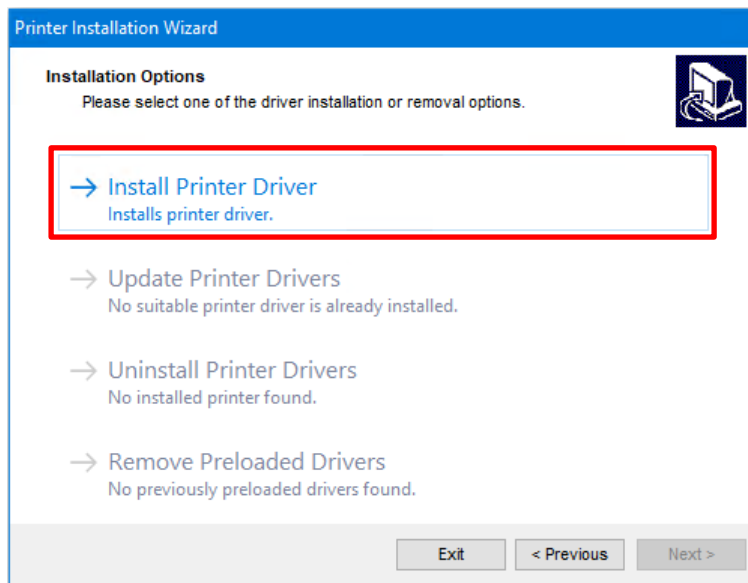 Printer Installation Wizard
Installation Options
Please select one of the driver installation or removal options.
Install Printer Driver
Installs printer driver.
Update Printer Drivers
No suitable printer driver is already installed.
Uninstall Printer Drivers
No installed printer found.
Remove Preloaded Drivers
No previously preloaded drivers found.
Exit < Previous Next >